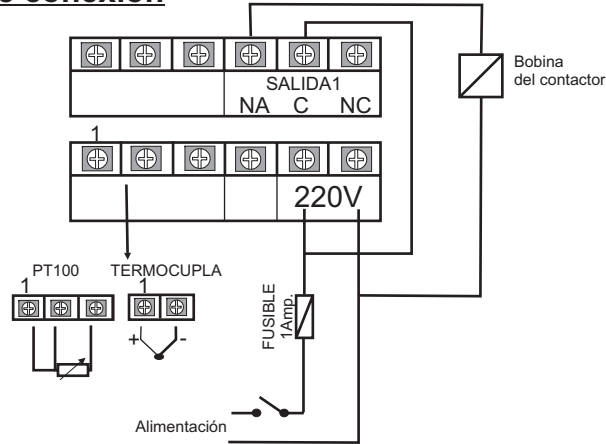 conexión
Bobina
del contactor
SALIDA1
NA C NC
1
220V
PT100
TERMOCUPLA
1
1
+ -
FUSIBLE
1Amp.
Alimentación